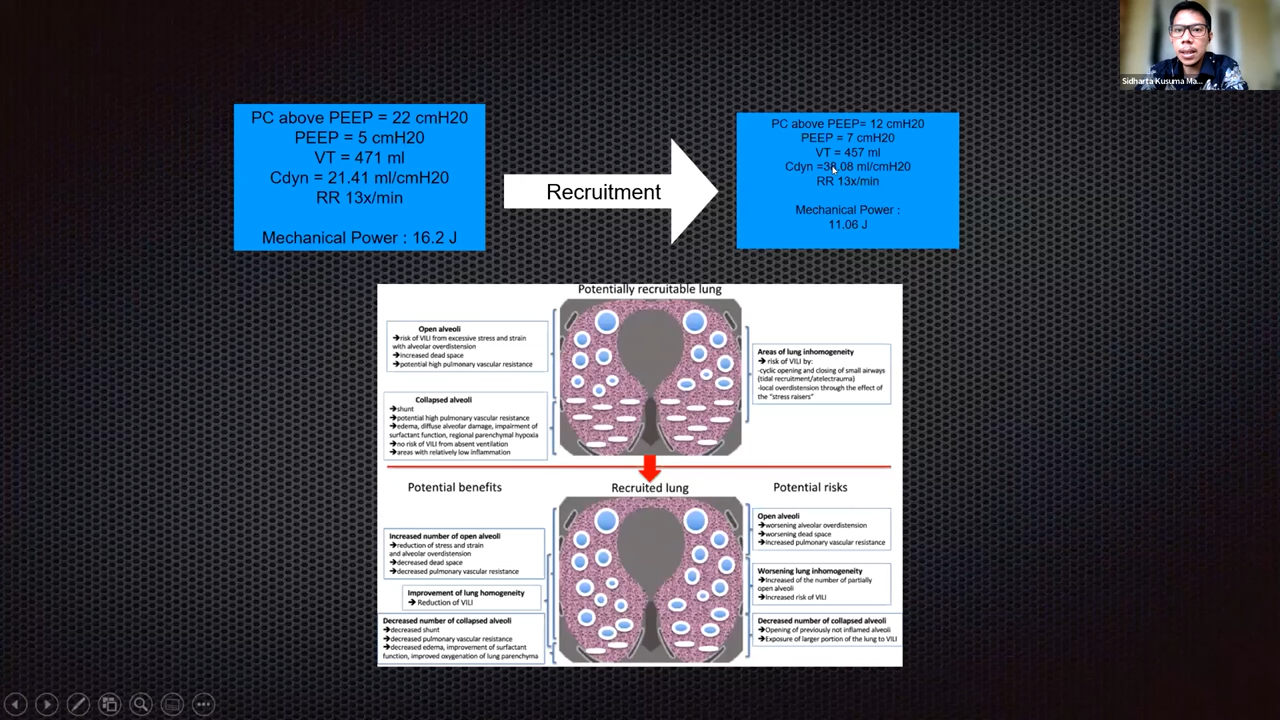 Sidharta Kusuma Ma...
PC above PEEP = 22 cmH20
PEEP = 5 cmH20
VT = 471 ml
Cdyn = 21.41 ml/cmH20
RR 13x/min
Mechanical Power : 16.2 J
Recruitment
PC above PEEP= 12 cmH20
PEEP = 7 cmH20
VT = 457 ml
Cdyn =38.08 ml/cmH20
RR 13x/min
Mechanical Power :
11.06 J
Potentially recruitable lung
Open alveoli
➔risk of VILI from excessive stress and strain
with alveolar overdistension
➔increased dead space
➔potential high pulmonary vascular resistance
Collapsed alveoli
➔shunt
➔potential high pulmonary vascular resistance
➔edema, diffuse alveolar damage, impairment of
surfactant function, regional parenchymal hypoxia
➔no risk of VILI from absent ventilation
➔areas with relatively low inflammation
Areas of lung inhomogeneity
➔ risk of VILI by:
-cyclic opening and closing of small airways
(tidal recruitment/atelectrauma)
-local overdistension through the effect of
the "stress raisers"
Potential benefits
Recruited lung
Potential risks
Increased number of open alveoli
➔reduction of stress and strain
and alveolar overdistension
➔decreased dead space
➔decreased pulmonary vascular resistance
Improvement of lung homogeneity
➔ Reduction of VILI
Decreased number of collapsed alveoli
➔decreased shunt
➔decreased pulmonary vascular resistance
➔decreased edema, improvement of surfactant
function, improved oxygenation of lung parenchyma
Open alveoli
➔worsening alveolar overdistension
➔worsening dead space
➔increased pulmonary vascular resistance
Worsening lung inhomogeneity
➔Increased of the number of partially
open alveoli
➔Increased risk of VILI
Decreased number of collapsed alveoli
➔Opening of previously not inflamed alveoli
➔Exposure of larger portion of the lung to VILI